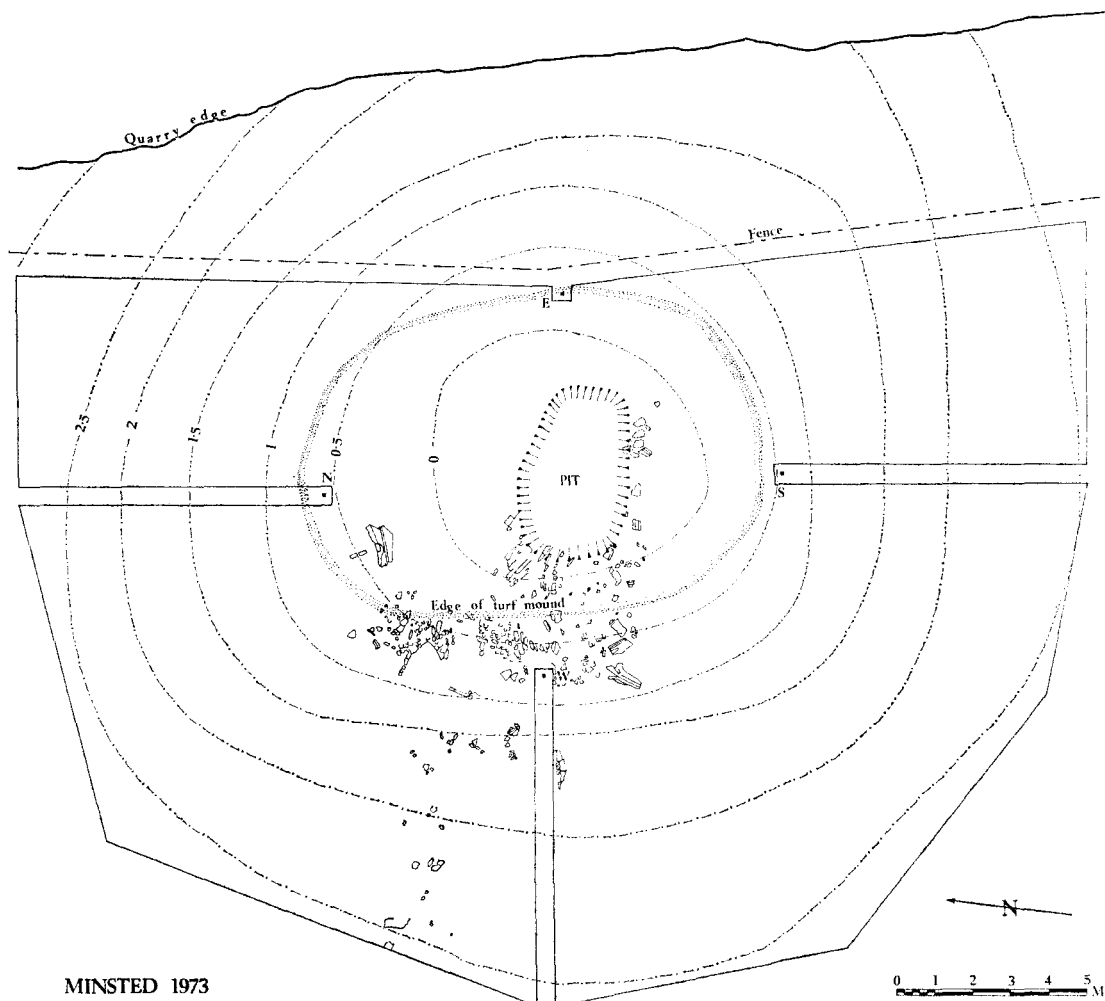 Quarry edge
Fence
E
2·5
2
1·5
1
N
0·5
0
PIT
S
Edge of turf mound
W
N
MINSTED 1973
0 1 2 3 4 5 M